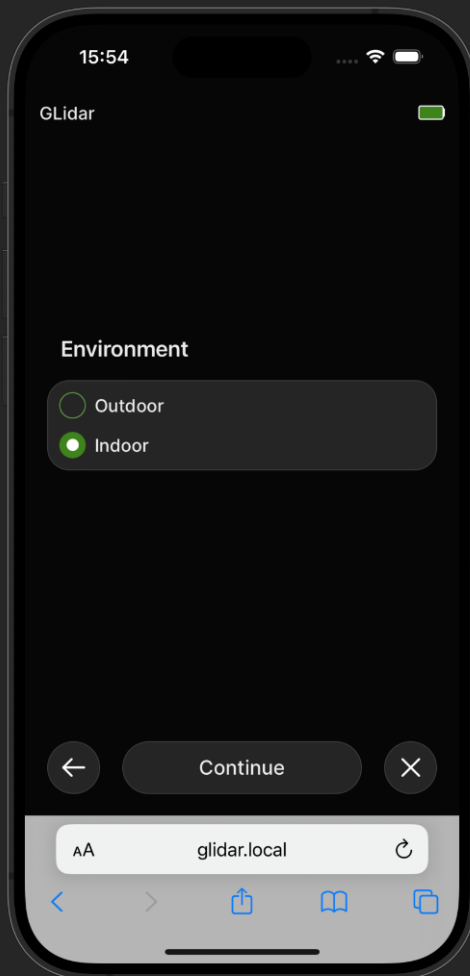 15:54
GLidar
Environment
Outdoor
Indoor
Continue
AA glidar.local